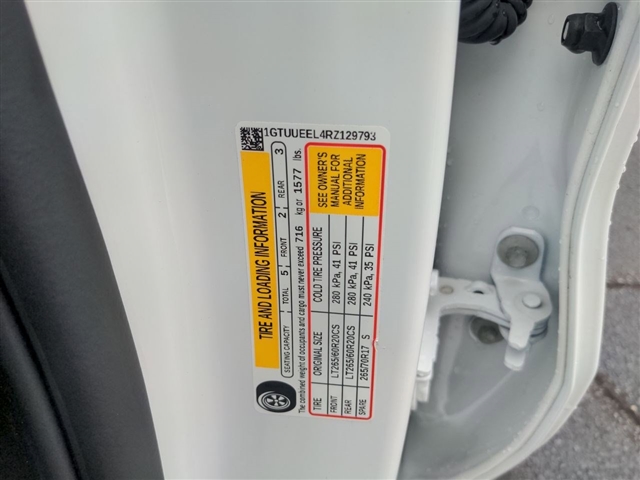 1GTUUEEL4RZ129793
TIRE AND LOADING INFORMATION
SEATING CAPACITY TOTAL 5 FRONT 2 REAR 3
The combined weight of occupants and cargo must never exceed 716 kg or 1577 lbs.
TIRE ORIGINAL SIZE COLD TIRE PRESSURE
FRONT LT265/60R20CS 280 kPa, 41 PSI
REAR LT265/60R20CS 280 kPa, 41 PSI
SPARE 265/70R17 S 240 kPa, 35 PSI
SEE OWNER'S
MANUAL FOR
ADDITIONAL
INFORMATION